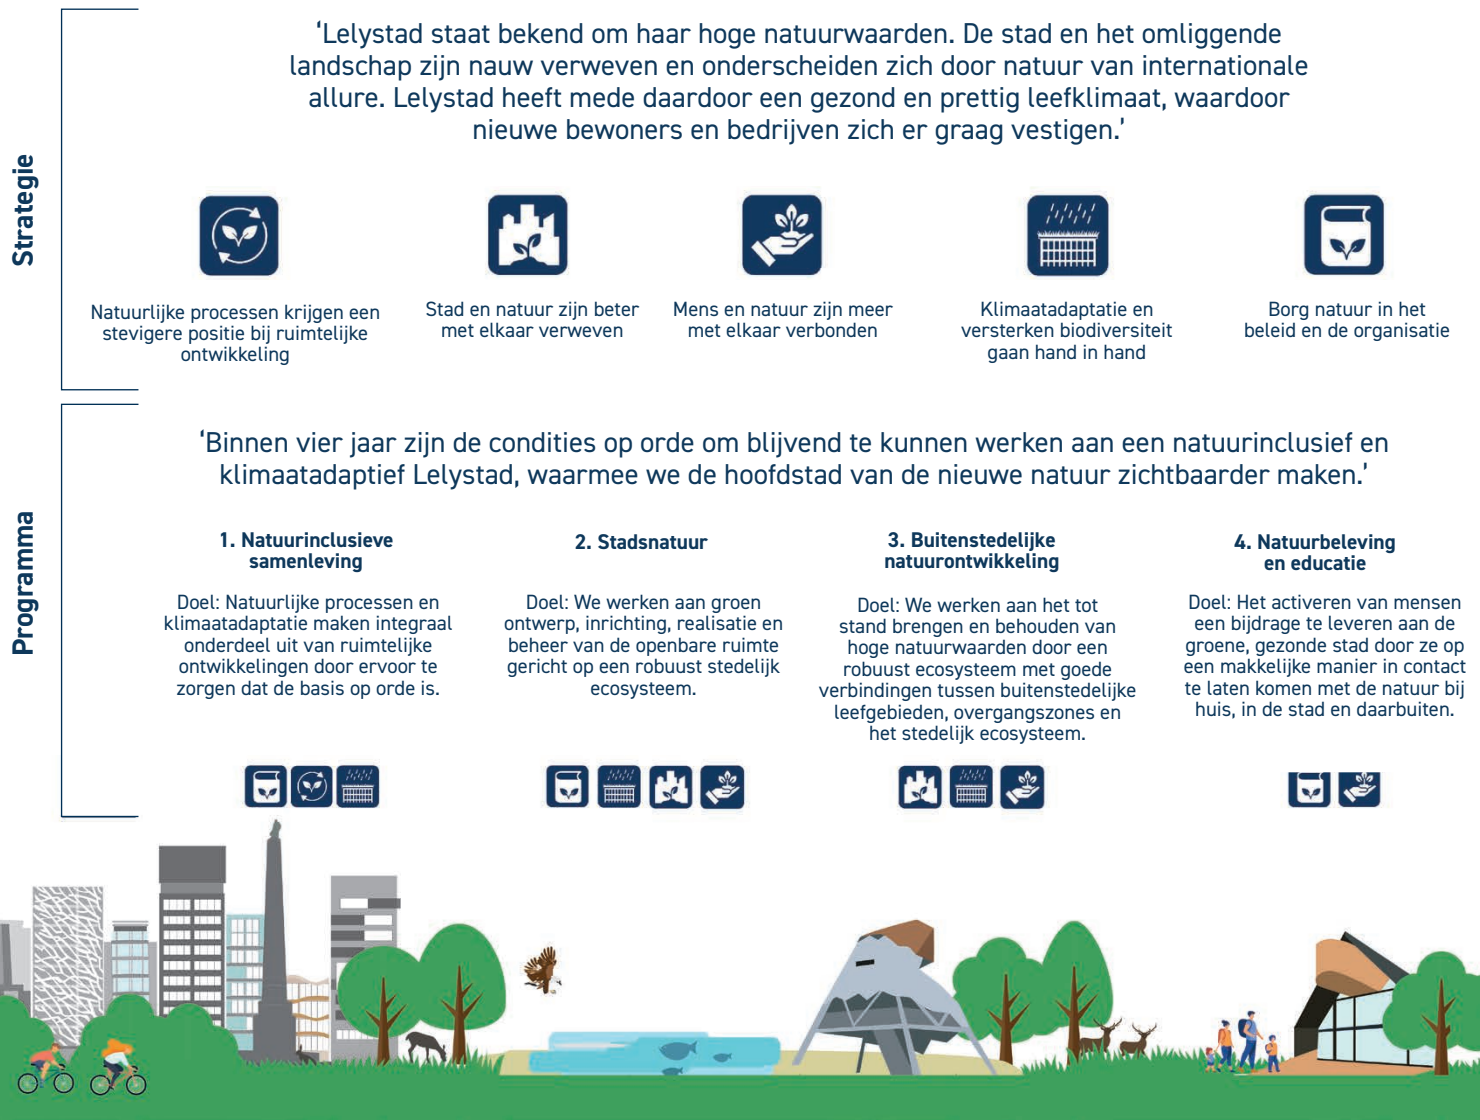 Strategie
‘Lelystad staat bekend om haar hoge natuurwaarden. De stad en het omliggende
landschap zijn nauw verweven en onderscheiden zich door natuur van internationale
allure. Lelystad heeft mede daardoor een gezond en prettig leefklimaat, waardoor
nieuwe bewoners en bedrijven zich er graag vestigen.’
Natuurlijke processen krijgen een
stevigere positie bij ruimtelijke
ontwikkeling
Stad en natuur zijn beter
met elkaar verweven
Mens en natuur zijn meer
met elkaar verbonden
Klimaatadaptatie en
versterken biodiversiteit
gaan hand in hand
Borg natuur in het
beleid en de organisatie
Programma
‘Binnen vier jaar zijn de condities op orde om blijvend te kunnen werken aan een natuurinclusief en
klimaatadaptief Lelystad, waarmee we de hoofdstad van de nieuwe natuur zichtbaarder maken.’
1. Natuurinclusieve
samenleving
Doel: Natuurlijke processen en
klimaatadaptatie maken integraal
onderdeel uit van ruimtelijke
ontwikkelingen door ervoor te
zorgen dat de basis op orde is.
2. Stadsnatuur
Doel: We werken aan groen
ontwerp, inrichting, realisatie en
beheer van de openbare ruimte
gericht op een robuust stedelijk
ecosysteem.
3. Buitenstedelijke
natuurontwikkeling
Doel: We werken aan het tot
stand brengen en behouden van
hoge natuurwaarden door een
robuust ecosysteem met goede
verbindingen tussen buitenstedelijke
leefgebieden, overgangszones en
het stedelijk ecosysteem.
4. Natuurbeleving
en educatie
Doel: Het activeren van mensen
een bijdrage te leveren aan de
groene, gezonde stad door ze op
een makkelijke manier in contact
te laten komen met de natuur bij
huis, in de stad en daarbuiten.